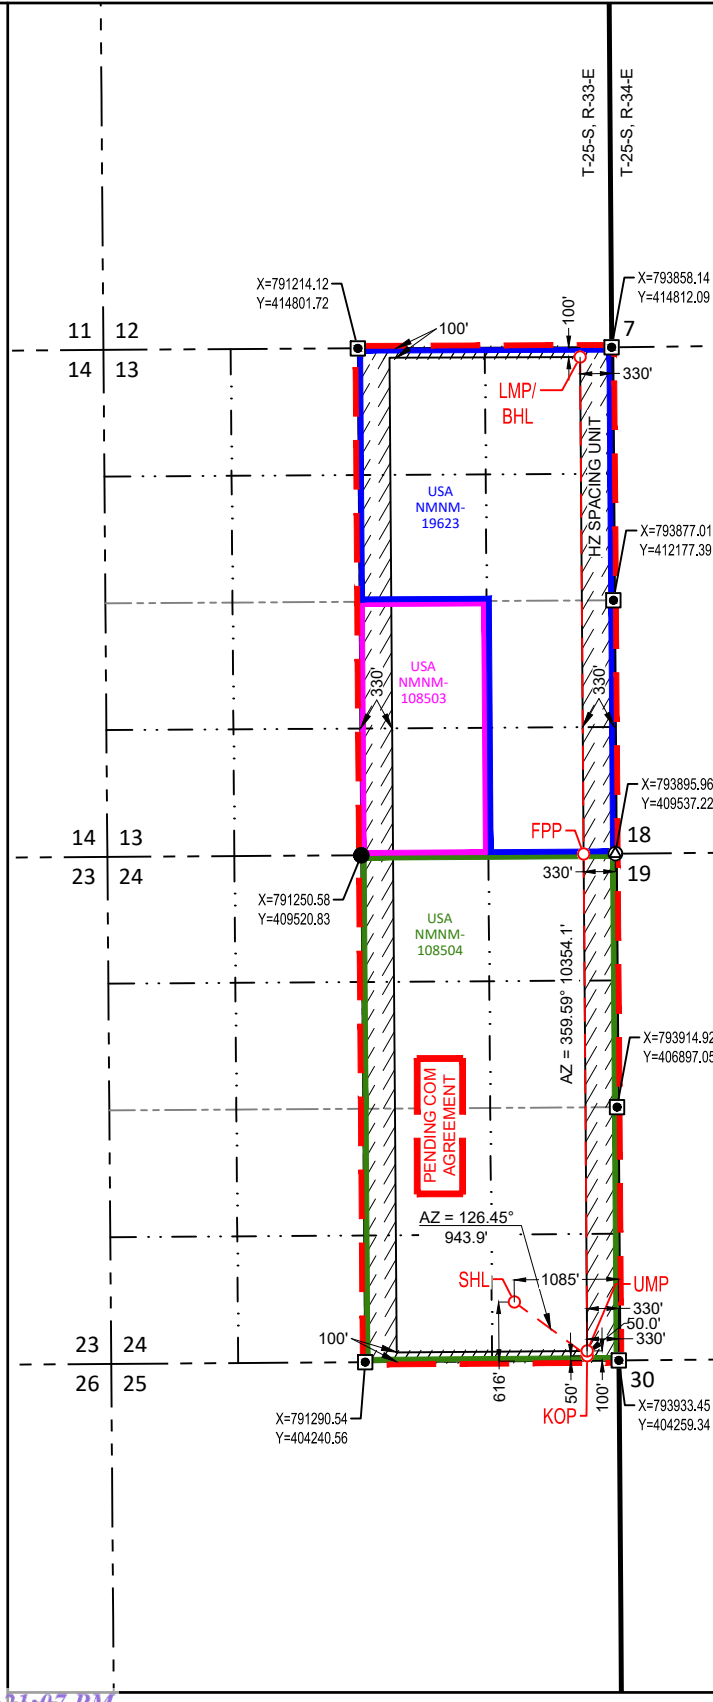 T-25-S, R-33-E
T-25-S, R-34-E
X=791214.12
Y=414801.72
X=793858.14
Y=414812.09
11 12
7
100'
100'
14 13
330'
LMP/
BHL
USA
NMNM-
19623
HZ SPACING UNIT
X=793877.01
Y=412177.39
USA
NMNM-
108503
330'
330'
X=793895.96
Y=409537.22
14 13
FPP
18
23 24
330'
19
X=791250.58
Y=409520.83
USA
NMNM-
108504
AZ = 359.59° 10354.1'
X=793914.92
Y=406897.05
PENDING COM
AGREEMENT
AZ = 126.45°
943.9'
SHL
1085'
UMP
330'
50.0'
23 24
100'
330'
26 25
616'
50'
100'
30
KOP
X=791290.54
Y=404240.56
X=793933.45
Y=404259.34
21:07 PM